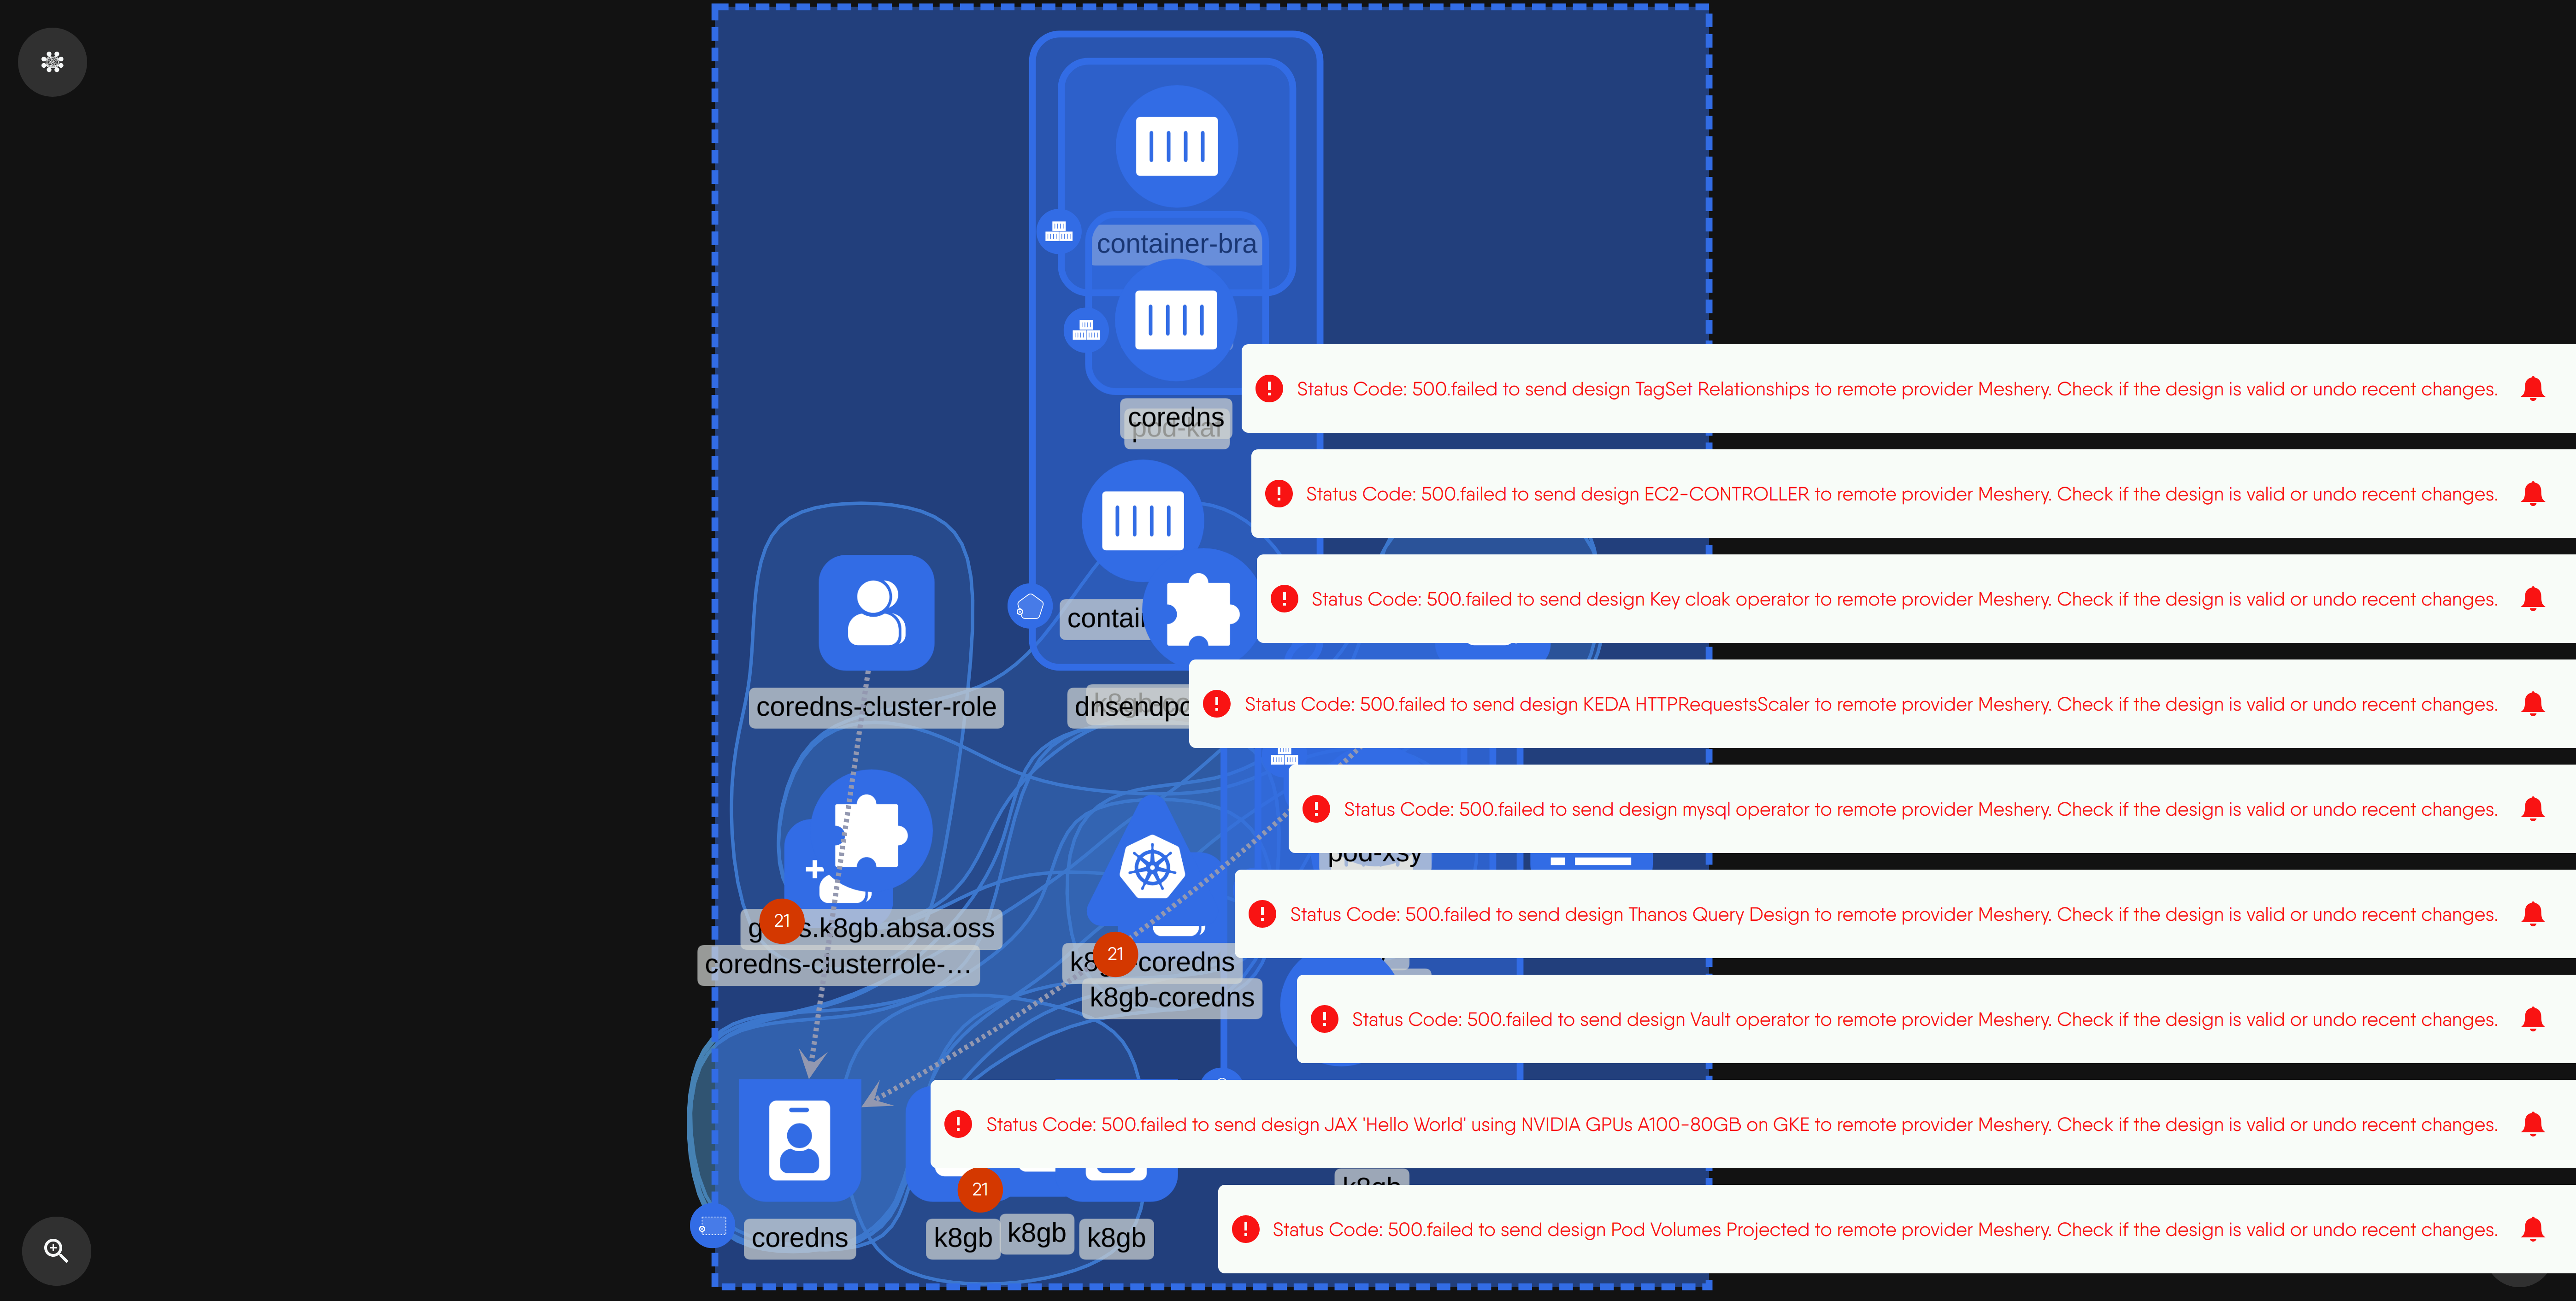 container-bra
coredns
Status Code: 500.failed to send design TagSet Relationships to remote provider Meshery. Check if the design is valid or undo recent changes.
Status Code: 500.failed to send design EC2-CONTROLLER to remote provider Meshery. Check if the design is valid or undo recent changes.
Status Code: 500.failed to send design Key cloak operator to remote provider Meshery. Check if the design is valid or undo recent changes.
contai
coredns-cluster-role
dnsendpo
Status Code: 500.failed to send design KEDA HTTPRequestsScaler to remote provider Meshery. Check if the design is valid or undo recent changes.
Status Code: 500.failed to send design mysql operator to remote provider Meshery. Check if the design is valid or undo recent changes.
pod-xsy
21
.k8gb.absa.oss
Status Code: 500.failed to send design Thanos Query Design to remote provider Meshery. Check if the design is valid or undo recent changes.
coredns-clusterrole-...
21
coredns
k8gb-coredns
Status Code: 500.failed to send design Vault operator to remote provider Meshery. Check if the design is valid or undo recent changes.
Status Code: 500.failed to send design JAX 'Hello World' using NVIDIA GPUs A100-80GB on GKE to remote provider Meshery. Check if the design is valid or undo recent changes.
21
k8gb
coredns
k8gb
k8gb
k8gb
Status Code: 500.failed to send design Pod Volumes Projected to remote provider Meshery. Check if the design is valid or undo recent changes.